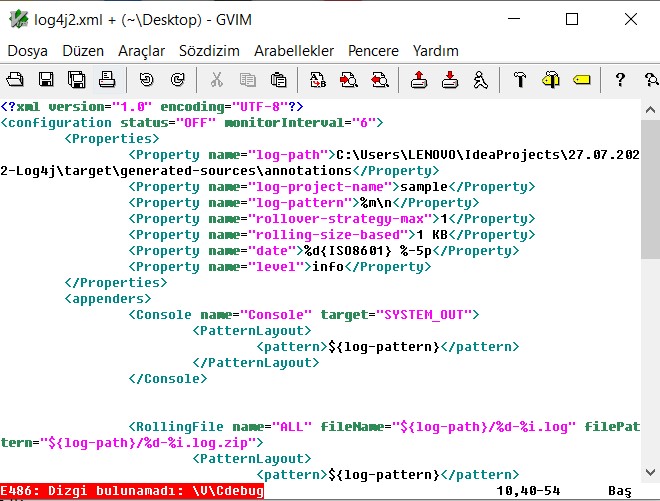 log4j2.xml + (~\Desktop) - GVIM
Dosya Düzen Araçlar Sözdizim Arabellekler Pencere Yardım
<?xml version="1.0" encoding="UTF-8"?>
<configuration status="OFF" monitorInterval="6">
<Properties>
<Property name="log-path">C:\Users\LENOVO\IdeaProjects\27.07.202
2-Log4j\target\generated-sources\annotations</Property>
<Property name="log-project-name">sample</Property>
<Property name="log-pattern">%m\n</Property>
<Property name="rollover-strategy-max">1</Property>
<Property name="rolling-size-based">1 KB</Property>
<Property name="date">%d{ISO8601} %-5p</Property>
<Property name="level">info</Property>
</Properties>
<appenders>
<Console name="Console" target="SYSTEM_OUT">
<PatternLayout>
<pattern>${log-pattern}</pattern>
</PatternLayout>
</Console>
<RollingFile name="ALL" fileName="${log-path}/%d-%i.log" filePat
tern="${log-path}/%d-%i.log.zip">
<PatternLayout>
<pattern>${log-pattern}</pattern>
E486: Dizgi bulunamadı: \V\Cdebug 10,40-54 Baş